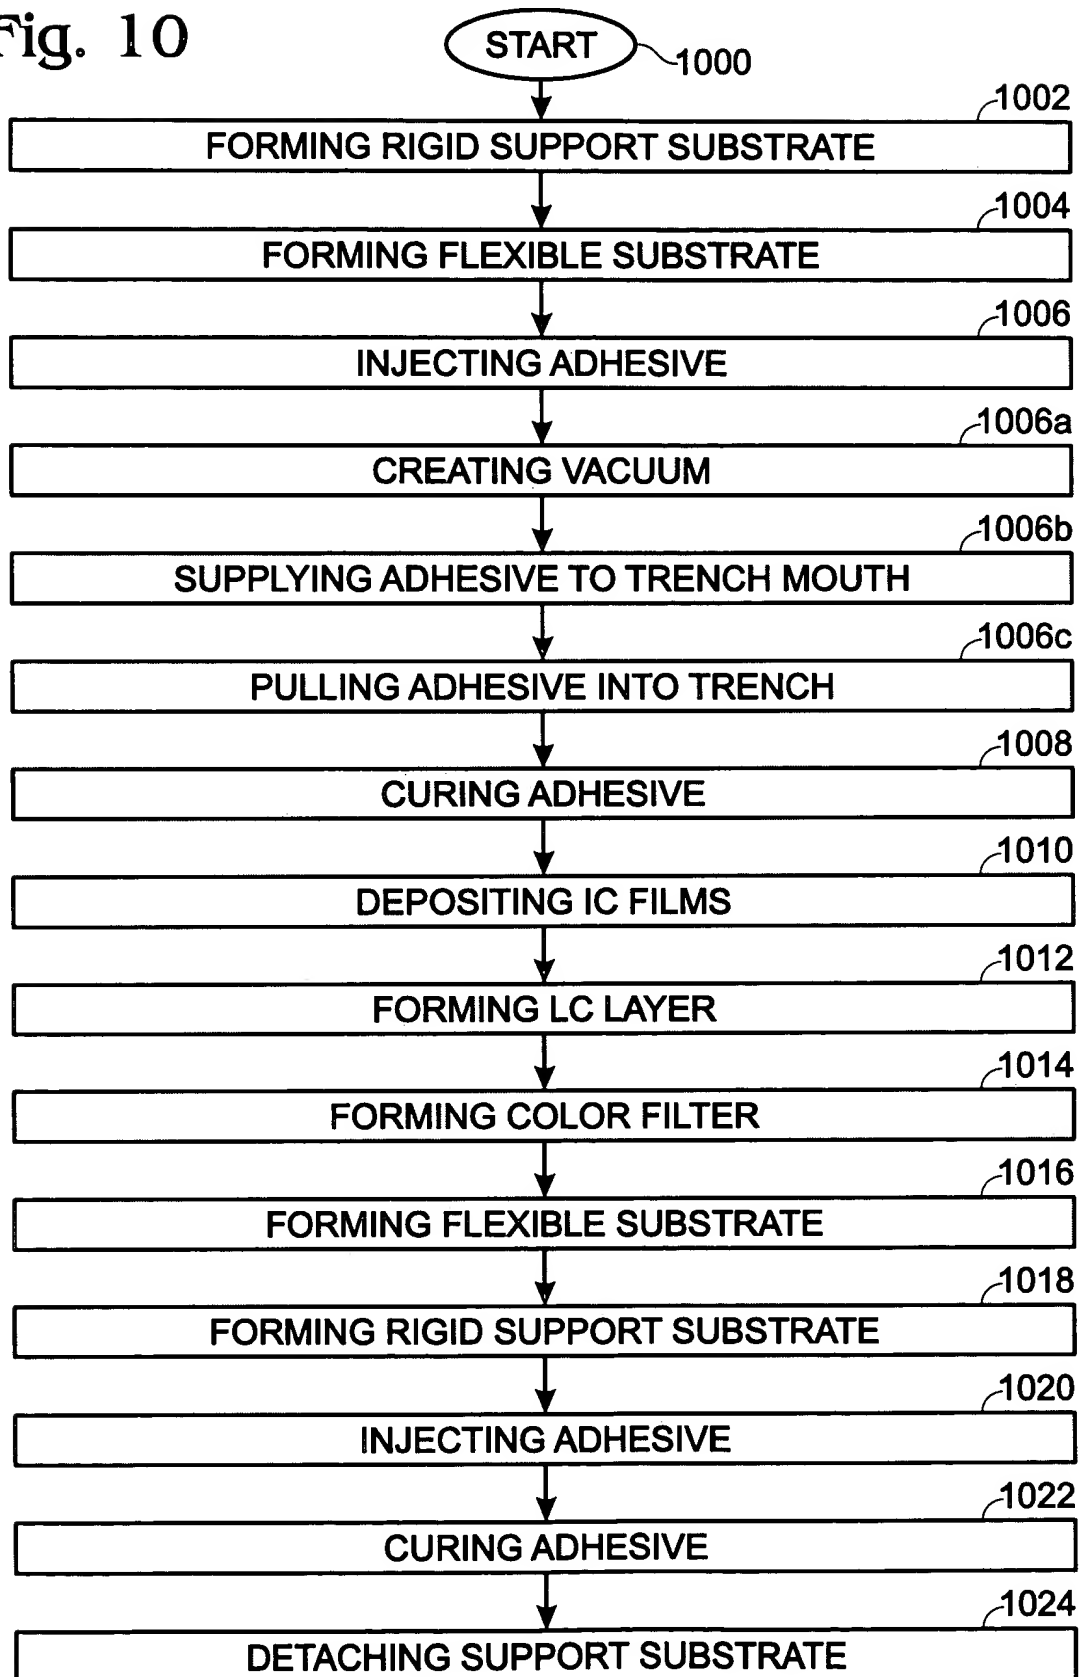 Fig. 10
START
1000
1002
FORMING RIGID SUPPORT SUBSTRATE
1004
FORMING FLEXIBLE SUBSTRATE
1006
INJECTING ADHESIVE
1006a
CREATING VACUUM
1006b
SUPPLYING ADHESIVE TO TRENCH MOUTH
1006c
PULLING ADHESIVE INTO TRENCH
1008
CURING ADHESIVE
1010
DEPOSITING IC FILMS
1012
FORMING LC LAYER
1014
FORMING COLOR FILTER
1016
FORMING FLEXIBLE SUBSTRATE
1018
FORMING RIGID SUPPORT SUBSTRATE
1020
INJECTING ADHESIVE
1022
CURING ADHESIVE
1024
DETACHING SUPPORT SUBSTRATE